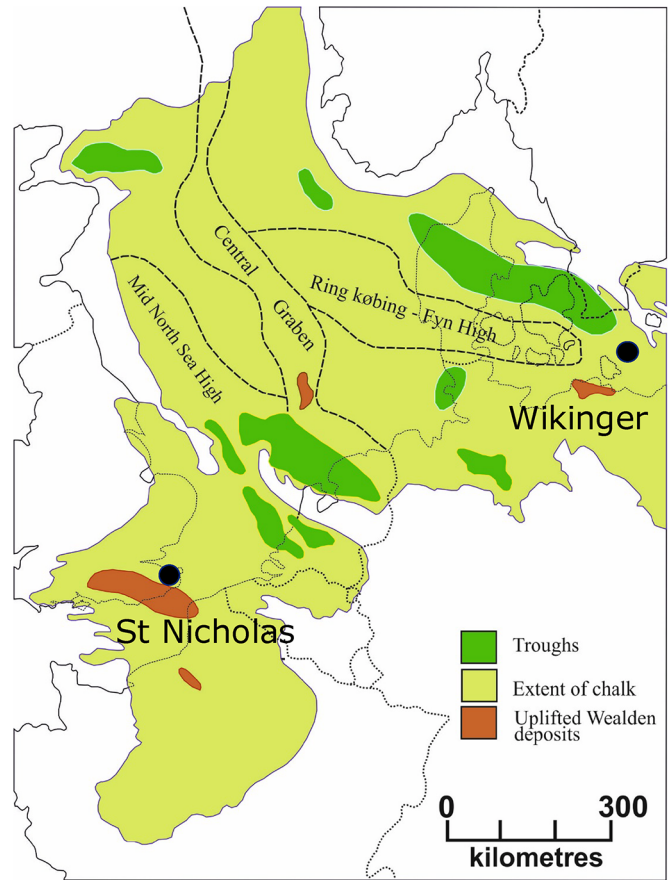 Central
Graben
Mid North Sea High
Ring købing - Fyn High
Wikinger
St Nicholas
Troughs
Extent of chalk
Uplifted Wealden
deposits
0 300
kilometres